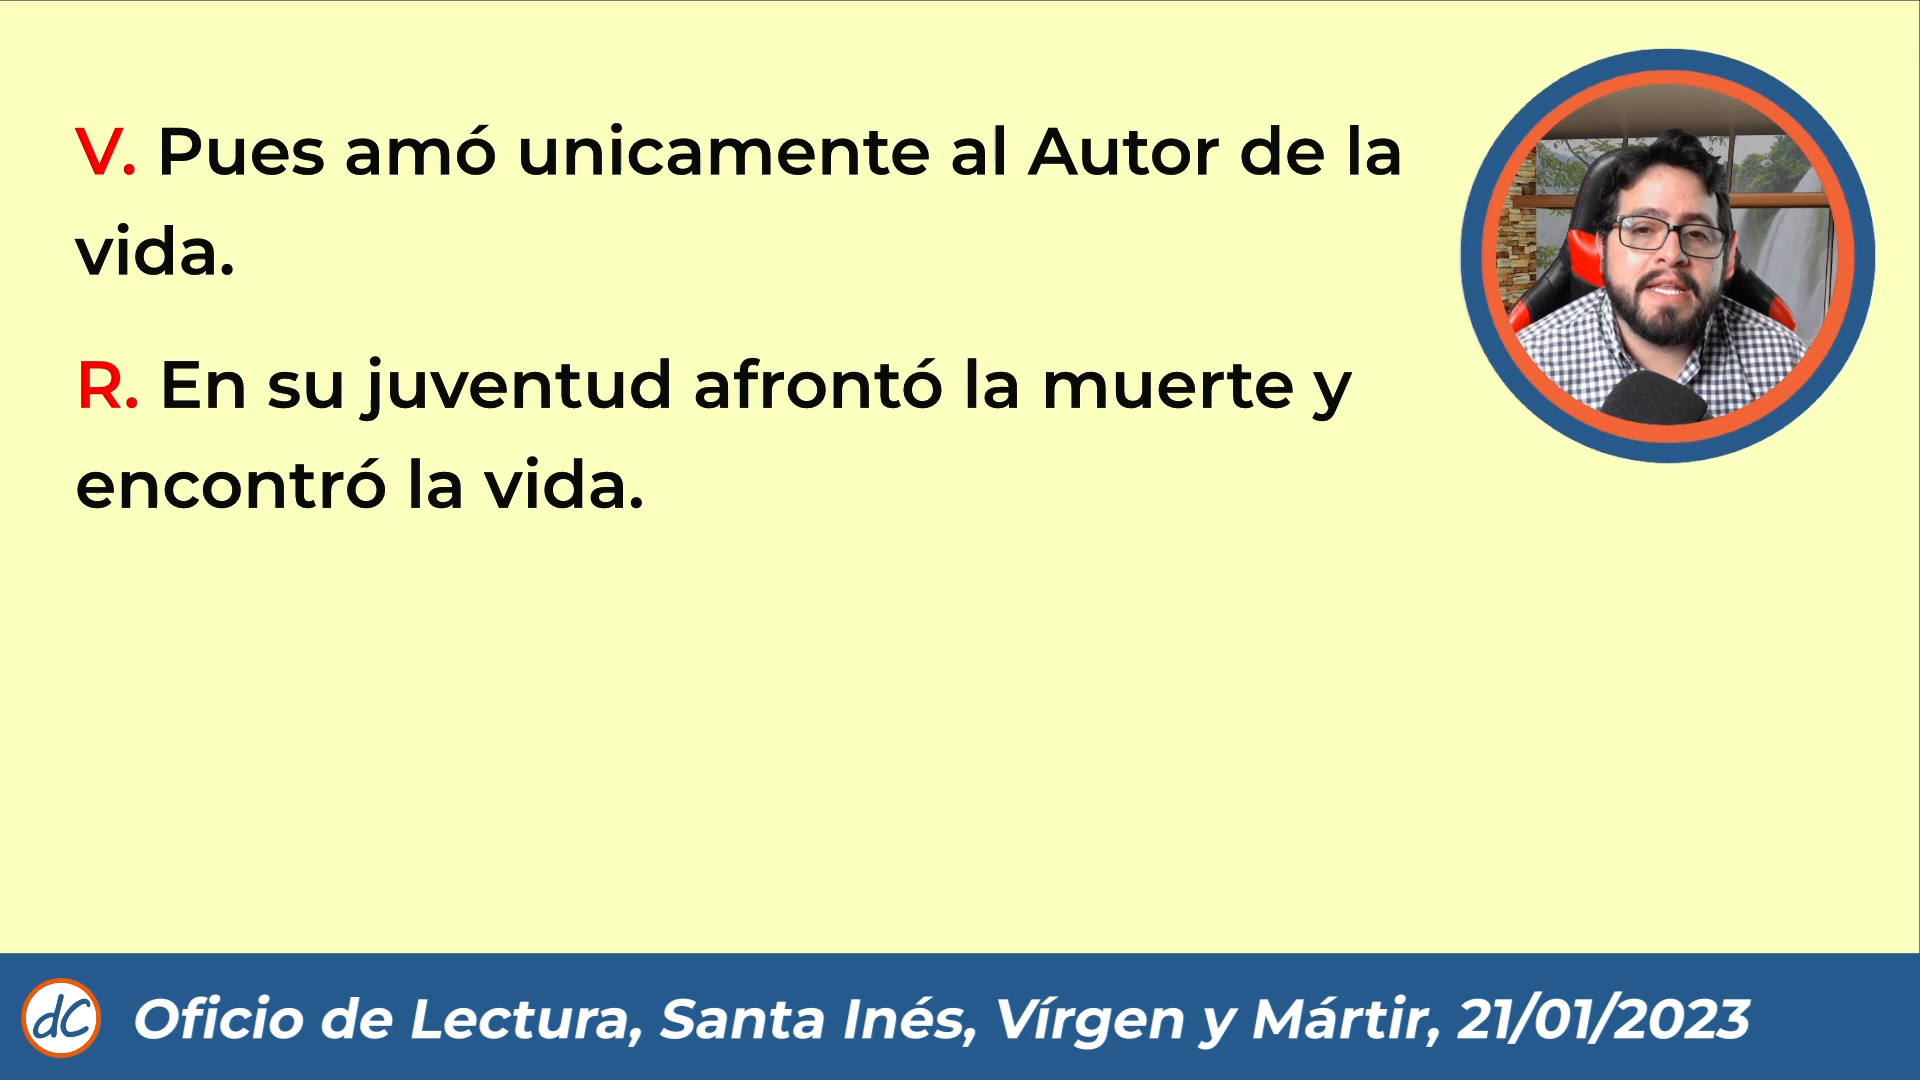 V. Pues amó unicamente al Autor de la
vida.
R. En su juventud afrontó la muerte y
encontró la vida.
dC
Oficio de Lectura, Santa Inés, Vírgen y Mártir, 21/01/2023